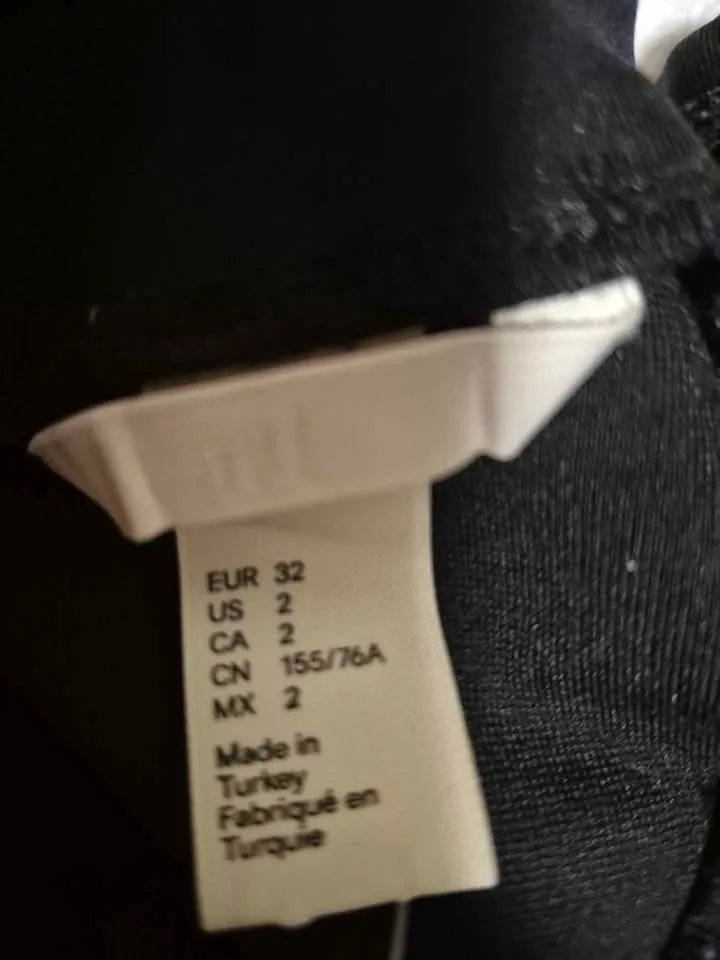 EUR 32
US 2
CA 2
CN 155/76A
MX 2
Made in
Turkey
Fabriqué en
Turquie